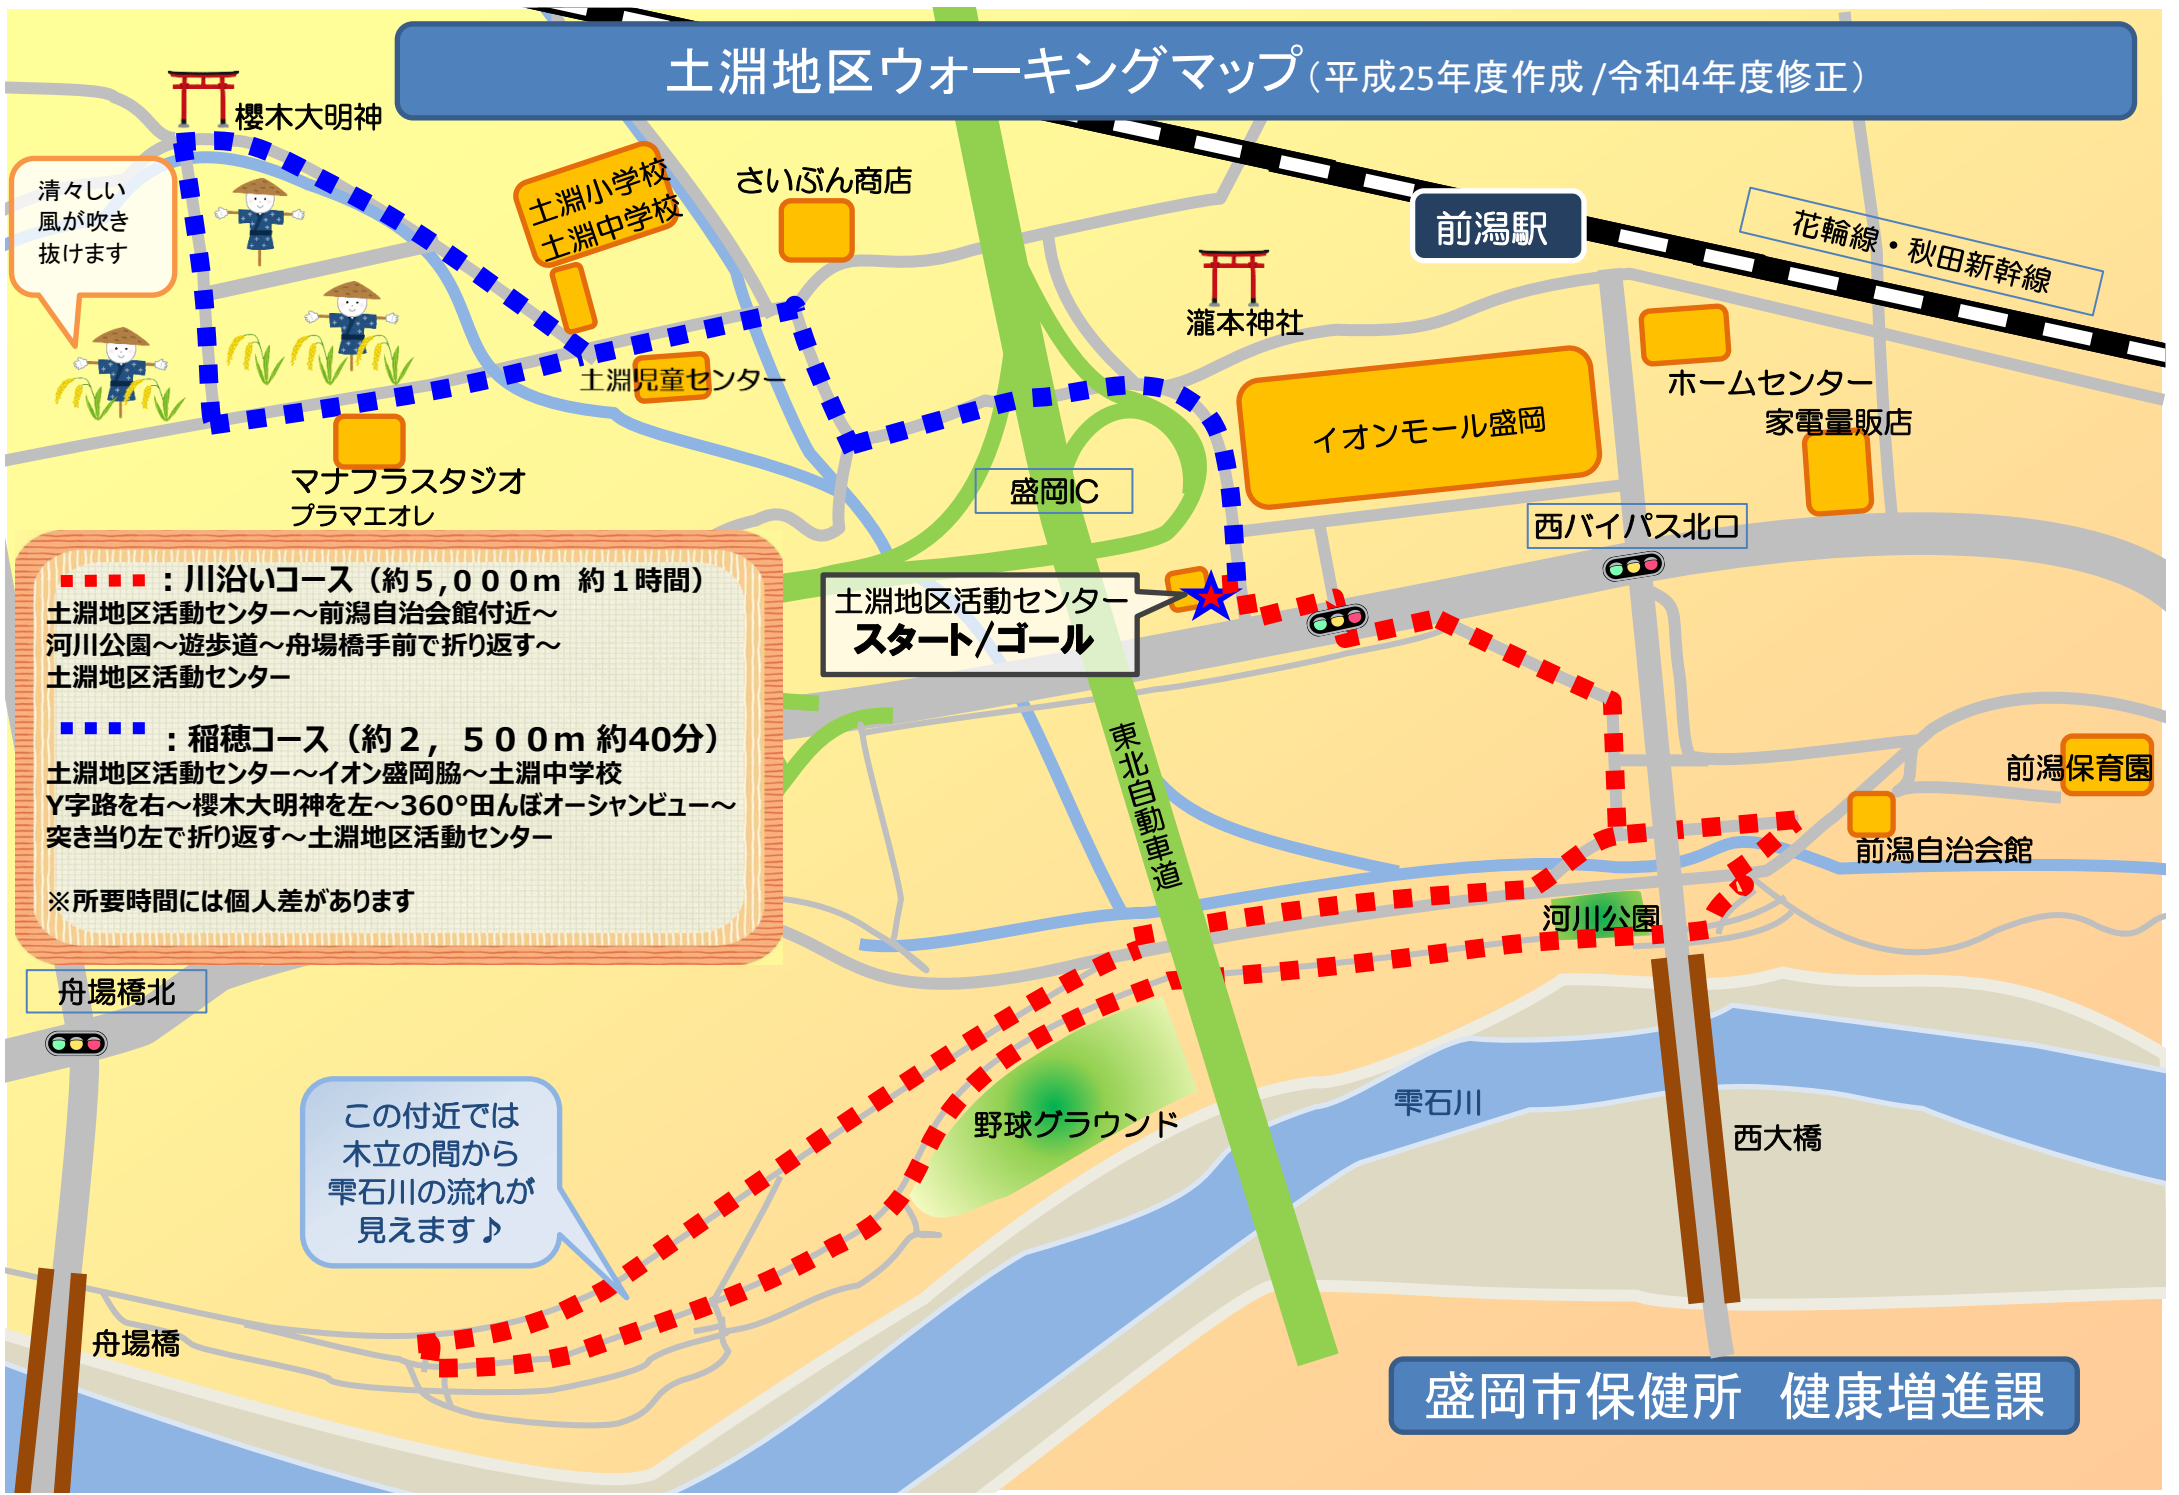 土淵地区ウォーキングマップ（平成25年度作成/令和4年度修正）
櫻木大明神
清々しい
風が吹き
抜けます
土淵小学校
土淵中学校
さいぶん商店
前潟駅
花輪線・秋田新幹線
瀧本神社
ホームセンター
家電量販店
イオンモール盛岡
土淵児童センター
マナフラスタジオ
プラマエオレ
盛岡IC
西バイパス北口
土淵地区活動センター
スタート/ゴール
：川沿いコース（約５,０００ｍ 約１時間）
土淵地区活動センター～前潟自治会館付近～
河川公園～遊歩道～舟場橋手前で折り返す～
土淵地区活動センター
：稲穂コース（約２，５００ｍ 約40分）
土淵地区活動センター～イオン盛岡脇～土淵中学校
Y字路を右～櫻木大明神を左～360°田んぼオーシャンビュー～
突き当り左で折り返す～土淵地区活動センター
※所要時間には個人差があります
東北自動車道
前潟保育園
前潟自治会館
河川公園
舟場橋北
野球グラウンド
雫石川
西大橋
この付近では
木立の間から
雫石川の流れが
見えます♪
舟場橋
盛岡市保健所　健康増進課